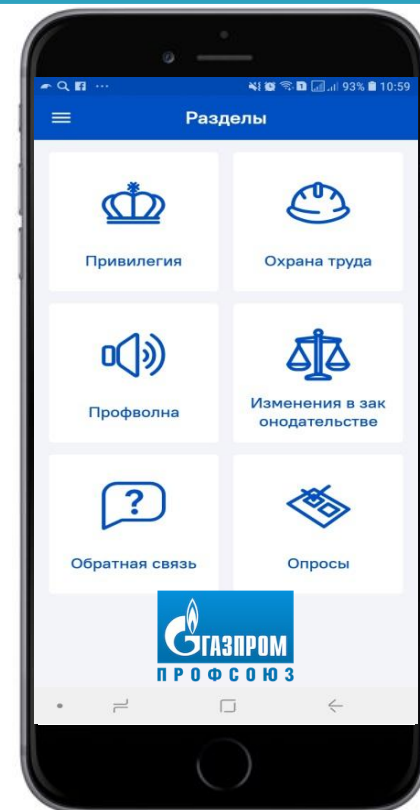 93% 10:59
Разделы
Привилегия
Охрана труда
Профволна
Изменения в зак
онодательстве
?
Обратная связь
Опросы
ГАЗПРОМ
ПРОФСОЮЗ